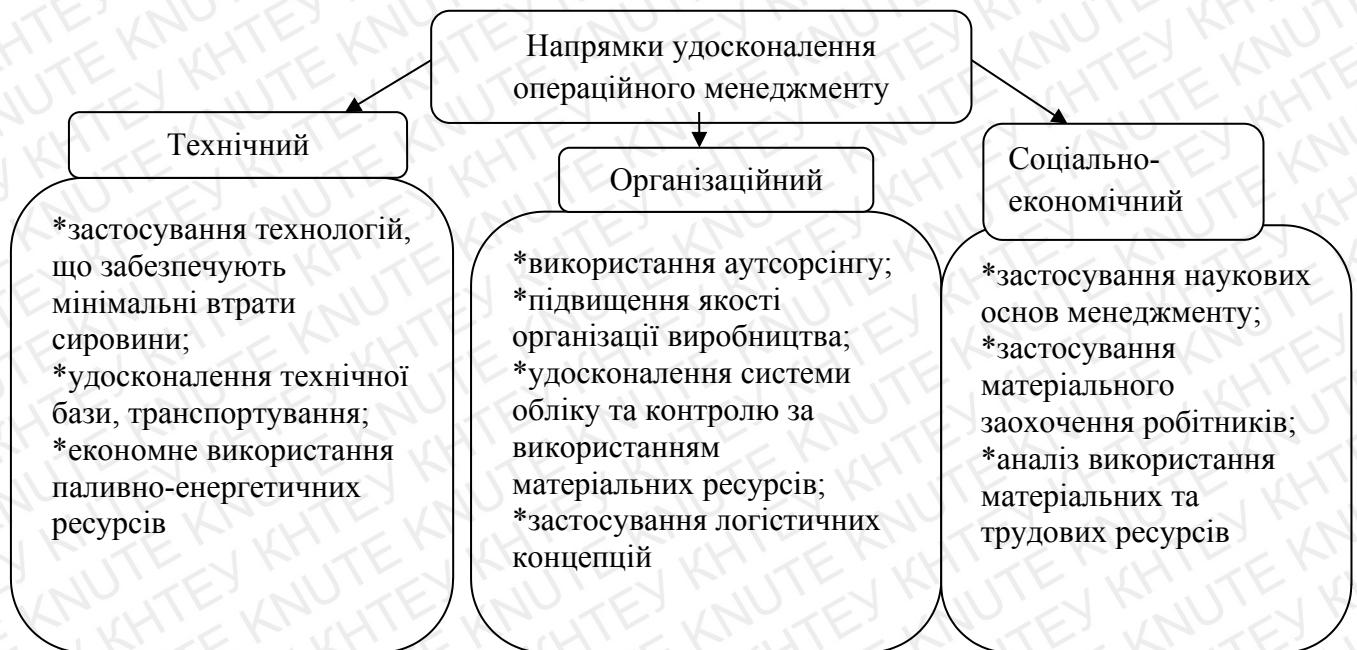 Напрямки удосконалення
операційного менеджменту
Технічний
*застосування технологій,
що забезпечують
мінімальні втрати
сировини;
*удосконалення технічної
бази, транспортування;
*економне використання
паливно-енергетичних
ресурсів
Організаційний
*використання аутсорсінгу;
*підвищення якості
організації виробництва;
*удосконалення системи
обліку та контролю за
використанням
матеріальних ресурсів;
*застосування логістичних
концепцій
Соціально-
економічний
*застосування наукових
основ менеджменту;
*застосування
матеріального
заохочення робітників;
*аналіз використання
матеріальних та
трудових ресурсів